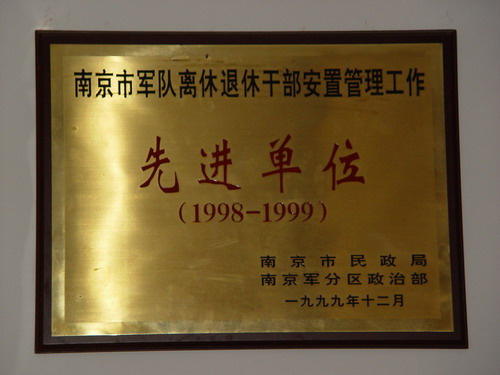 南京市军队离休退休干部安置管理工作
先进单位
(1998-1999)
南京市民政局
南京军分区政治部
一九九九年十二月